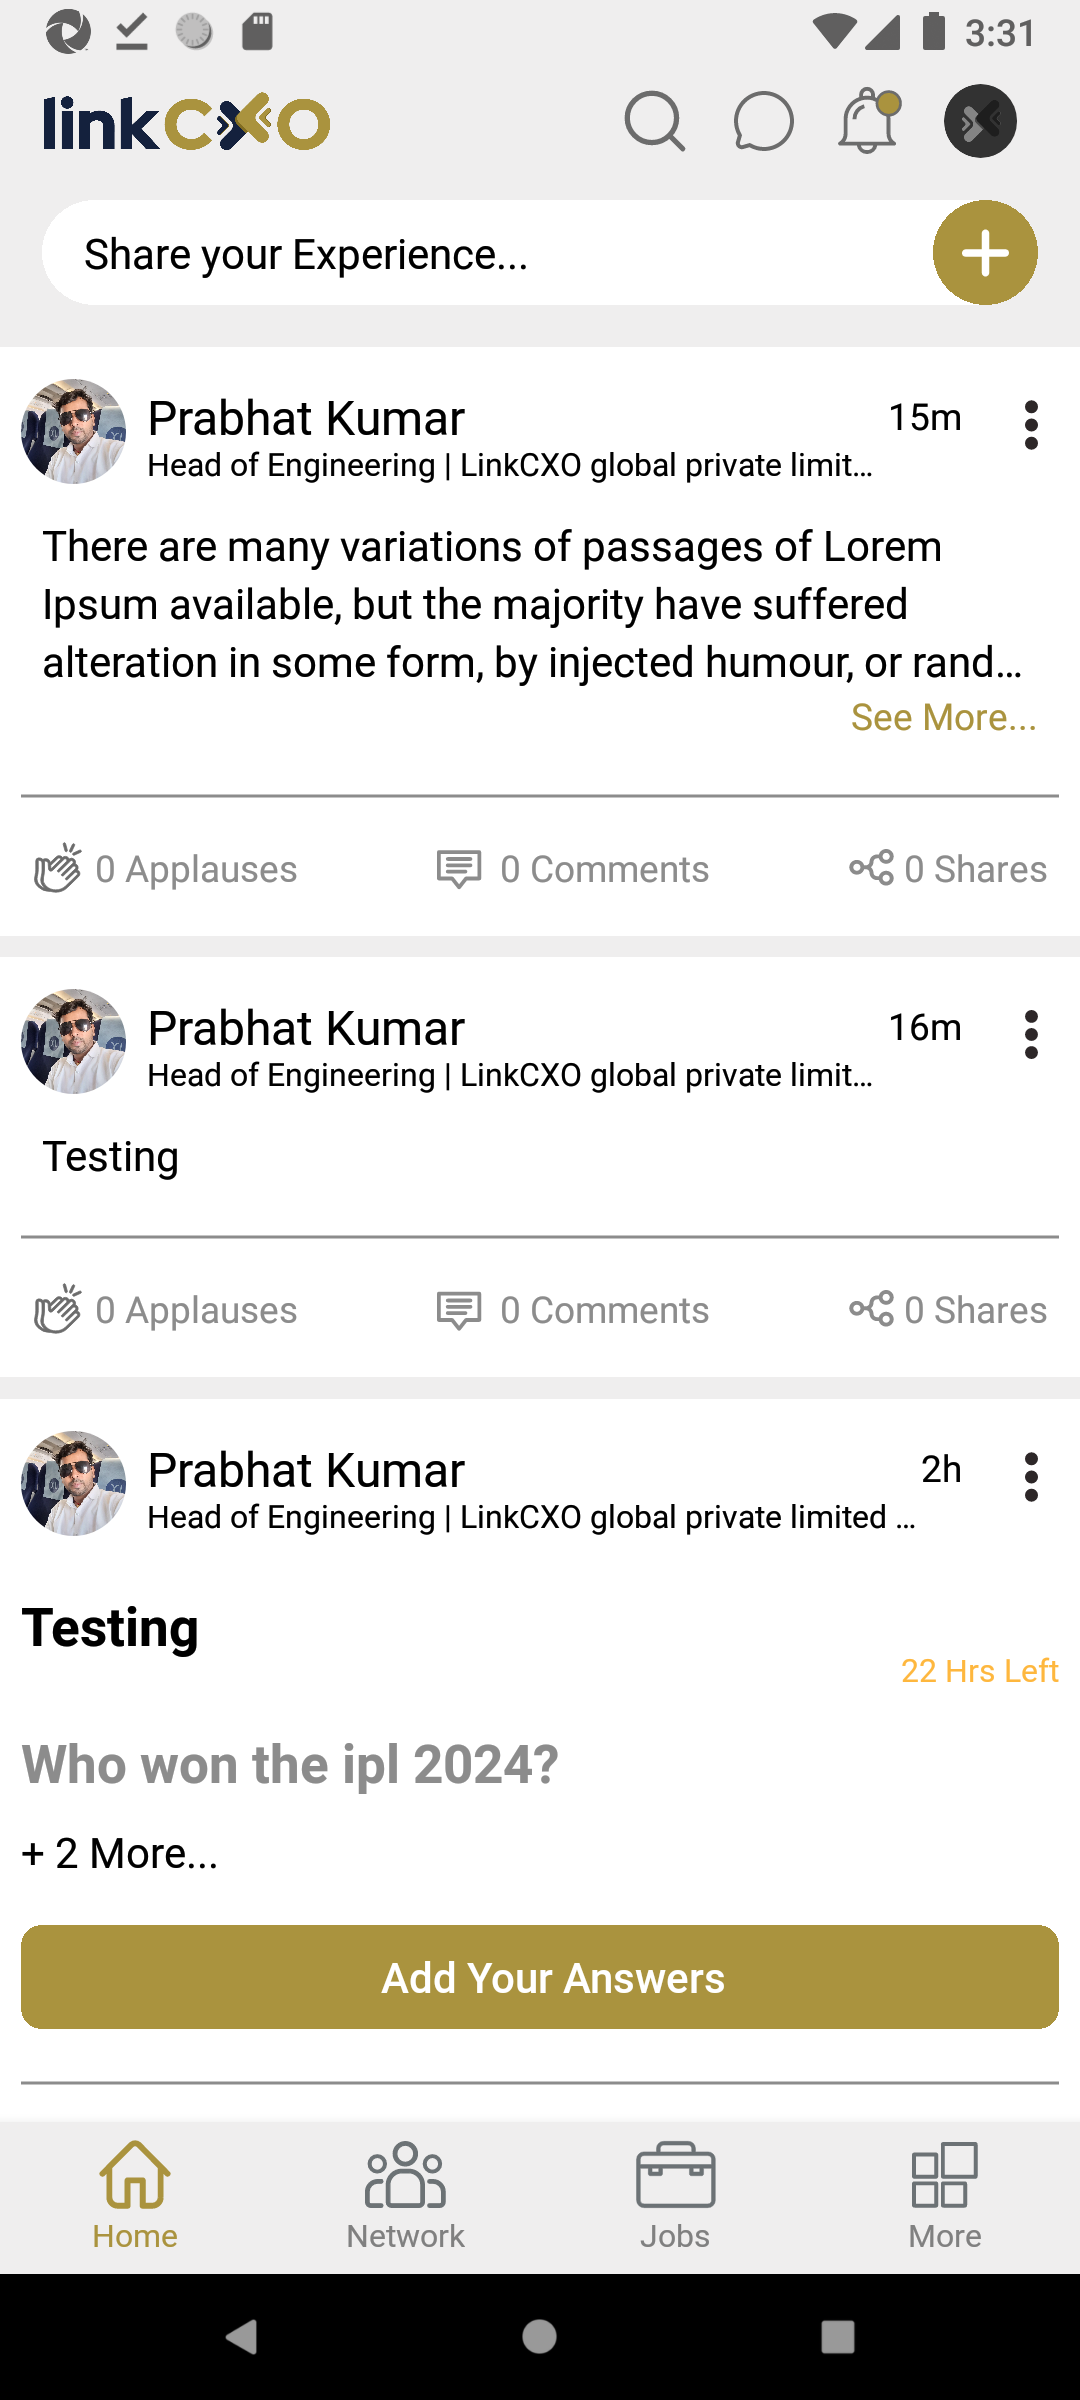 3:31
linkCXO
Share your Experience...
Prabhat Kumar
15m
Head of Engineering | LinkCXO global private limit...
There are many variations of passages of Lorem
Ipsum available, but the majority have suffered
alteration in some form, by injected humour, or rand...
See More...
0 Applauses
0 Comments
0 Shares
Prabhat Kumar
16m
Head of Engineering | LinkCXO global private limit...
Testing
0 Applauses
0 Comments
0 Shares
Prabhat Kumar
2h
Head of Engineering | LinkCXO global private limited ...
Testing
22 Hrs Left
Who won the ipl 2024?
+ 2 More...
Add Your Answers
Home
Network
Jobs
More